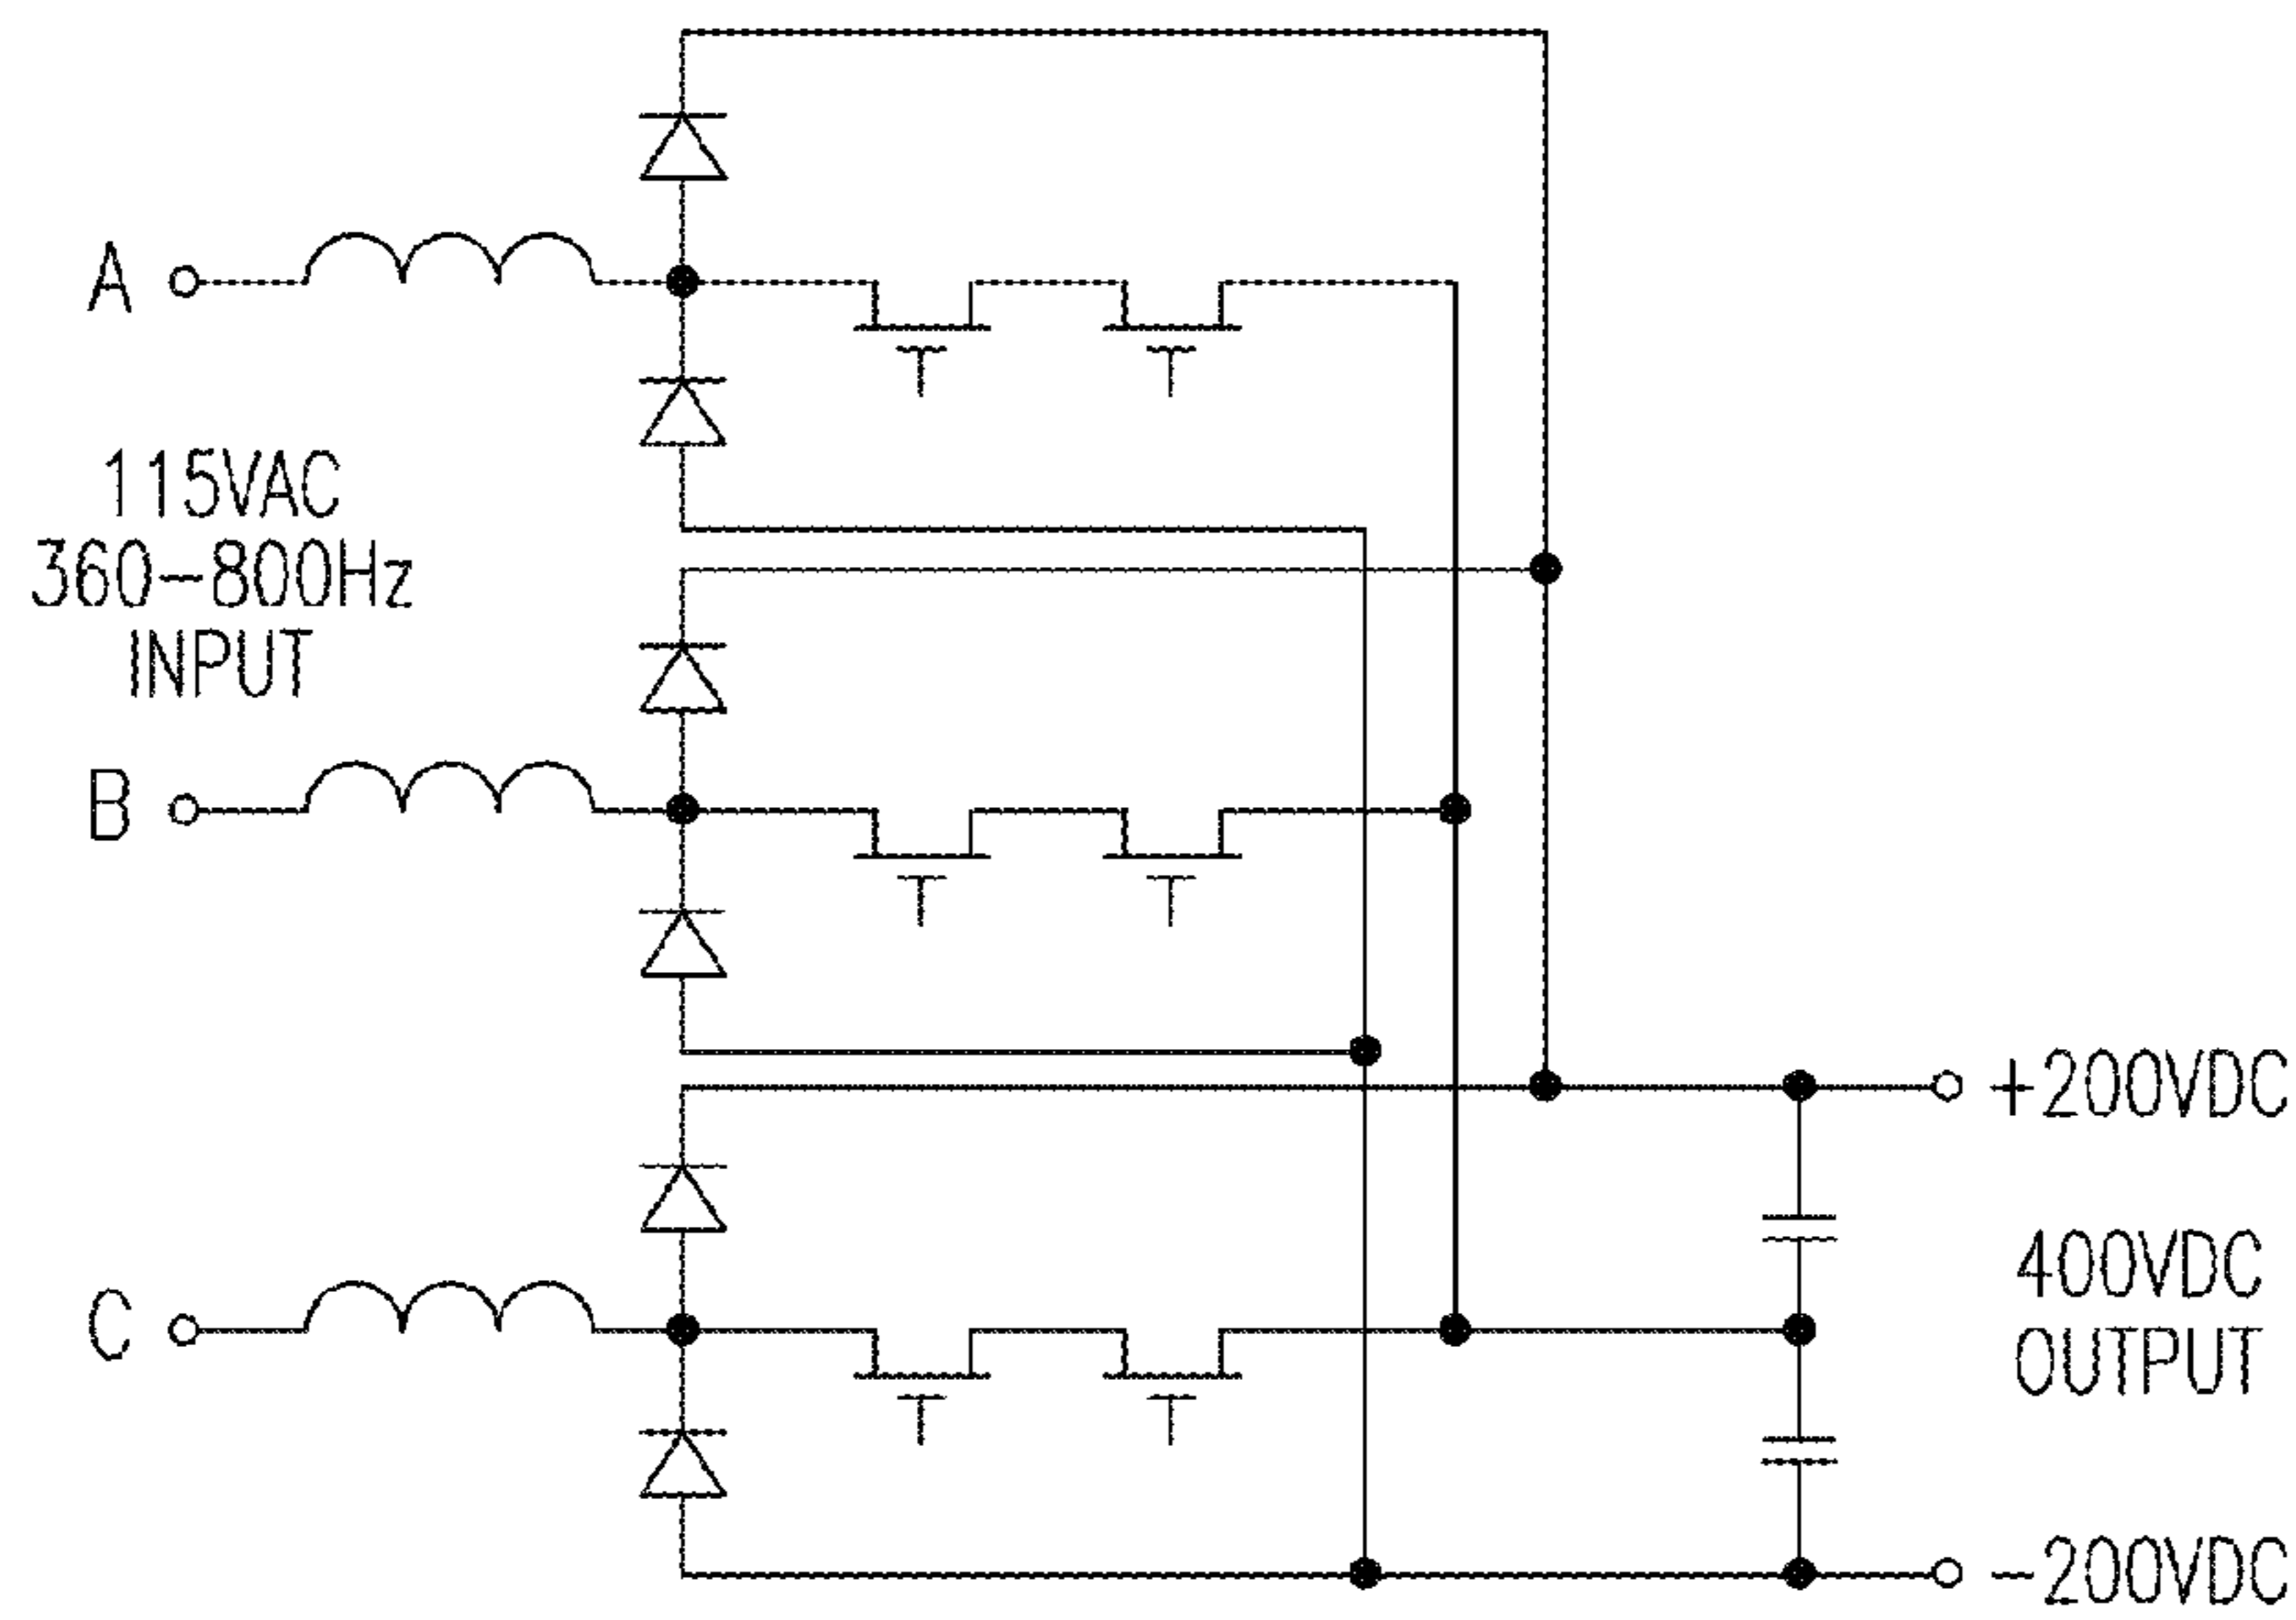 A
115VAC
360-800Hz
INPUT
B
C
+200VDC
400VDC
OUTPUT
-200VDC